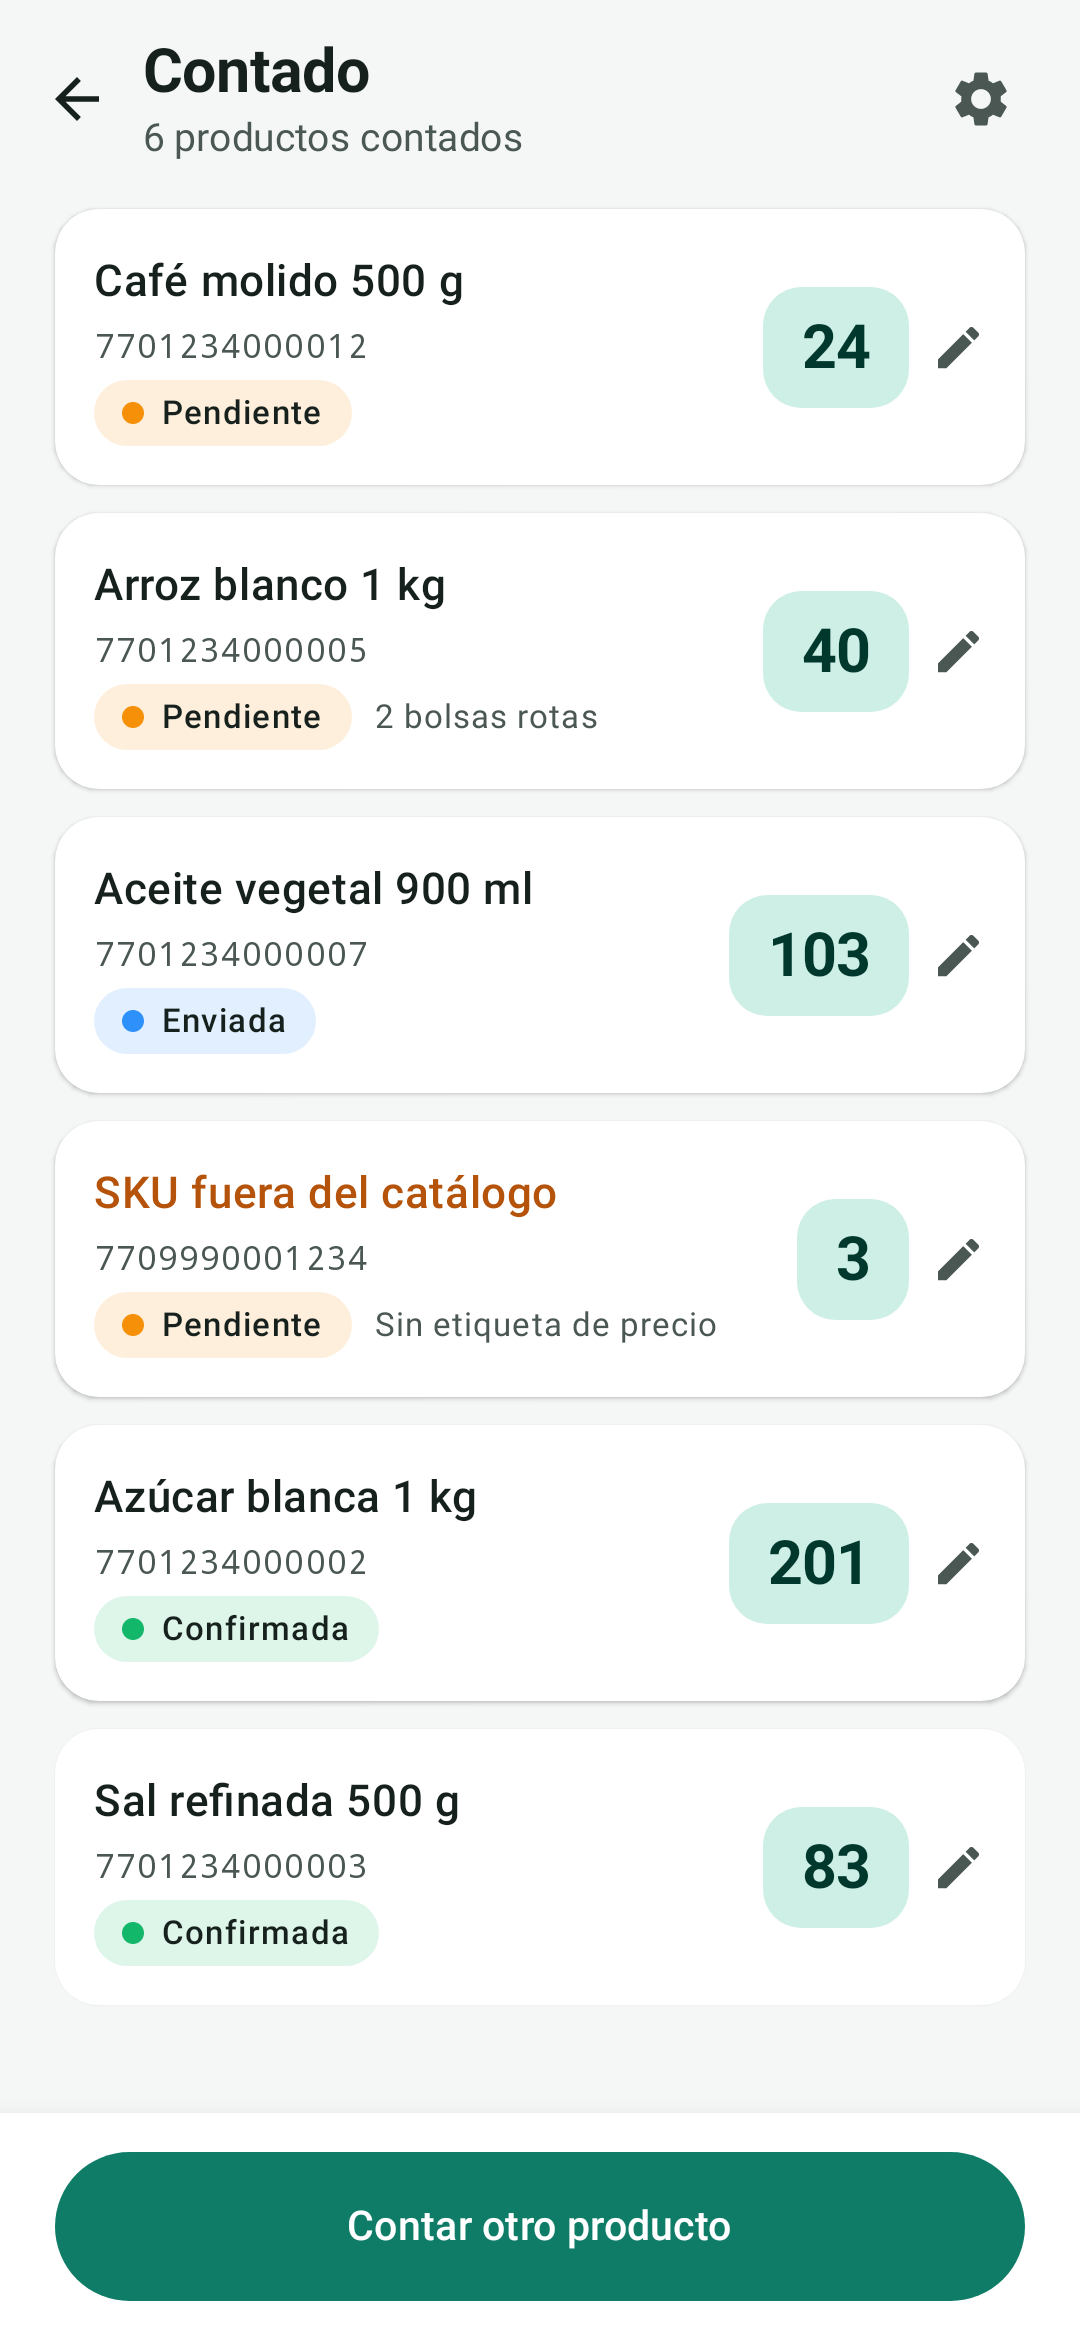 Contado
6 productos contados
Café molido 500 g
7701234000012
24
Pendiente
Arroz blanco 1 kg
7701234000005
40
Pendiente
2 bolsas rotas
Aceite vegetal 900 ml
7701234000007
103
Enviada
SKU fuera del catálogo
7709990001234
3
Pendiente
Sin etiqueta de precio
Azúcar blanca 1 kg
7701234000002
201
Confirmada
Sal refinada 500 g
7701234000003
83
Confirmada
Contar otro producto